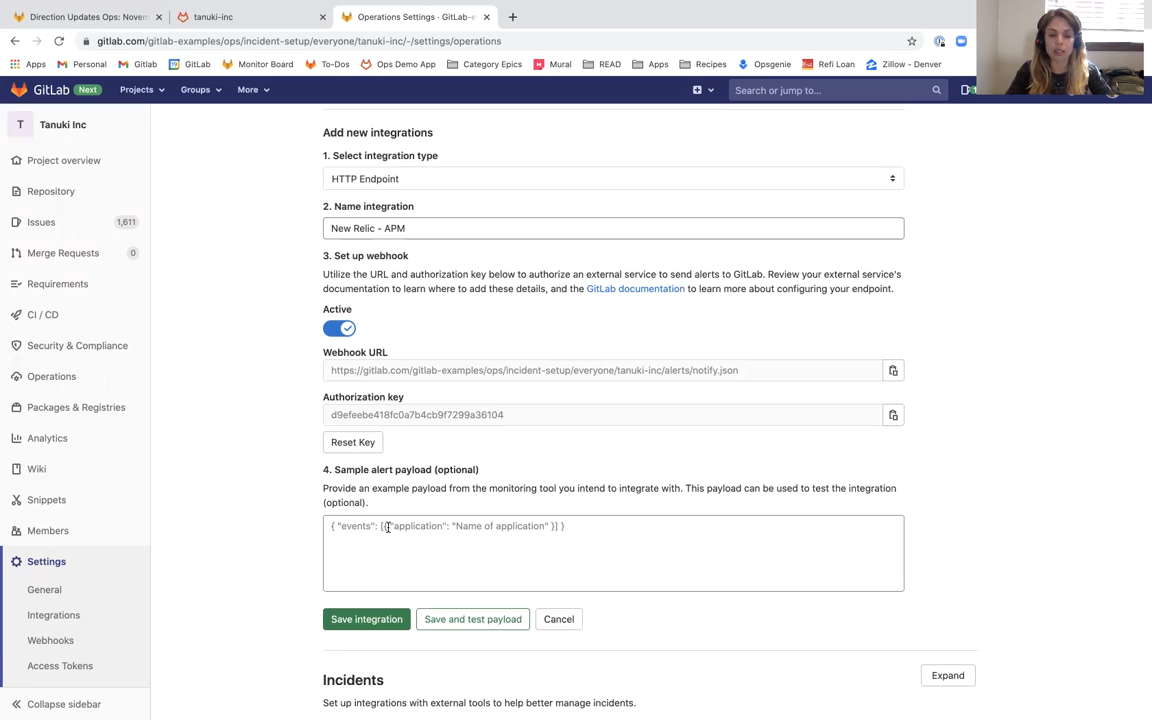 Direction Updates Ops: Novem
tanuki-inc
Operations Settings · GitLab-e
gitlab.com/gitlab-examples/ops/incident-setup/everyone/tanuki-inc/-/settings/operations
Apps
Personal
Gitlab
GitLab
Monitor Board
To-Dos
Ops Demo App
Category Epics
Mural
READ
Apps
Recipes
Opsgenie
Refi Loan
Zillow - Denver
GitLab
Next
Projects
Groups
More
Search or jump to...
T
Tanuki Inc
Project overview
Repository
Issues
1,611
Merge Requests
0
Requirements
CI / CD
Security & Compliance
Operations
Packages & Registries
Analytics
Wiki
Snippets
Members
Settings
General
Integrations
Webhooks
Access Tokens
Collapse sidebar
Add new integrations
1. Select integration type
HTTP Endpoint
2. Name integration
New Relic - APM
3. Set up webhook
Utilize the URL and authorization key below to authorize an external service to send alerts to GitLab. Review your external service's
documentation to learn where to add these details, and the GitLab documentation to learn more about configuring your endpoint.
Active
Webhook URL
https://gitlab.com/gitlab-examples/ops/incident-setup/everyone/tanuki-inc/alerts/notify.json
Authorization key
d9efeebe418fc0a7b4cb9f7299a36104
Reset Key
4. Sample alert payload (optional)
Provide an example payload from the monitoring tool you intend to integrate with. This payload can be used to test the integration
(optional).
{ "events": [{ "application": "Name of application" }] }
Save integration
Save and test payload
Cancel
Incidents
Expand
Set up integrations with external tools to help better manage incidents.